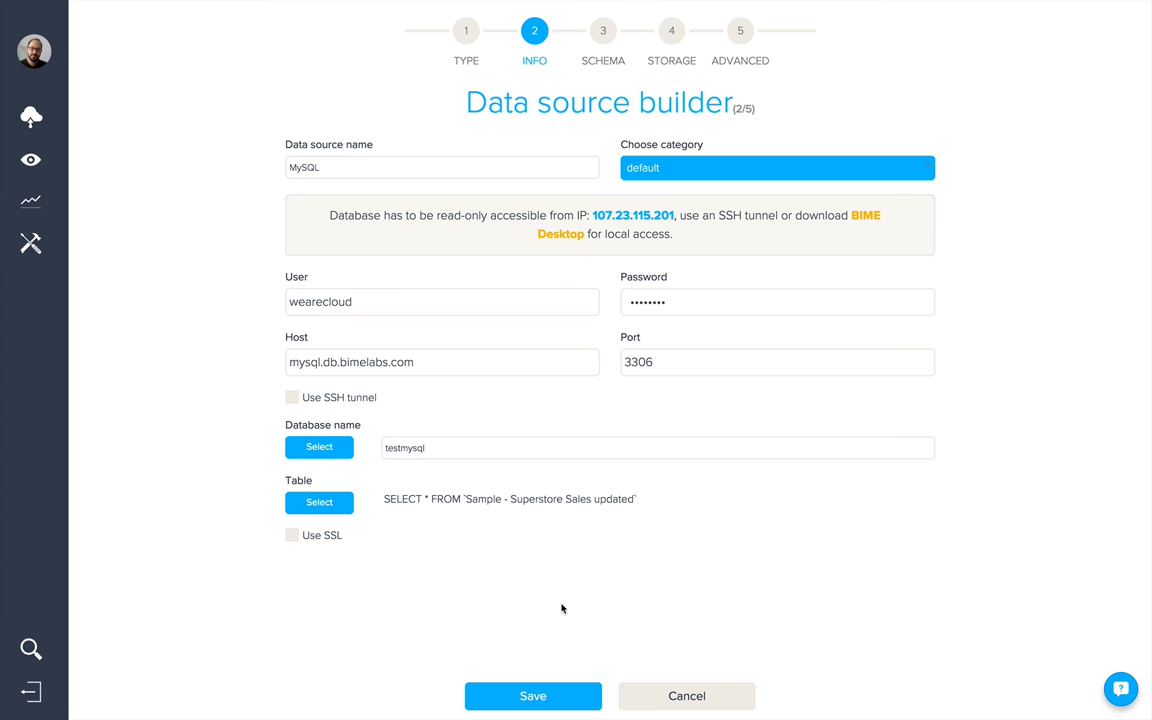 1 2 3 4 5
TYPE INFO SCHEMA STORAGE ADVANCED
Data source builder(2/5)
Data source name Choose category
MySQL default
Database has to be read-only accessible from IP: 107.23.115.201, use an SSH tunnel or download BIME
Desktop for local access.
User Password
wearecloud ••••••••
Host Port
mysql.db.bimelabs.com 3306
Use SSH tunnel
Database name
Select testmysql
Table
Select SELECT * FROM `Sample - Superstore Sales updated`
Use SSL
Save Cancel
?